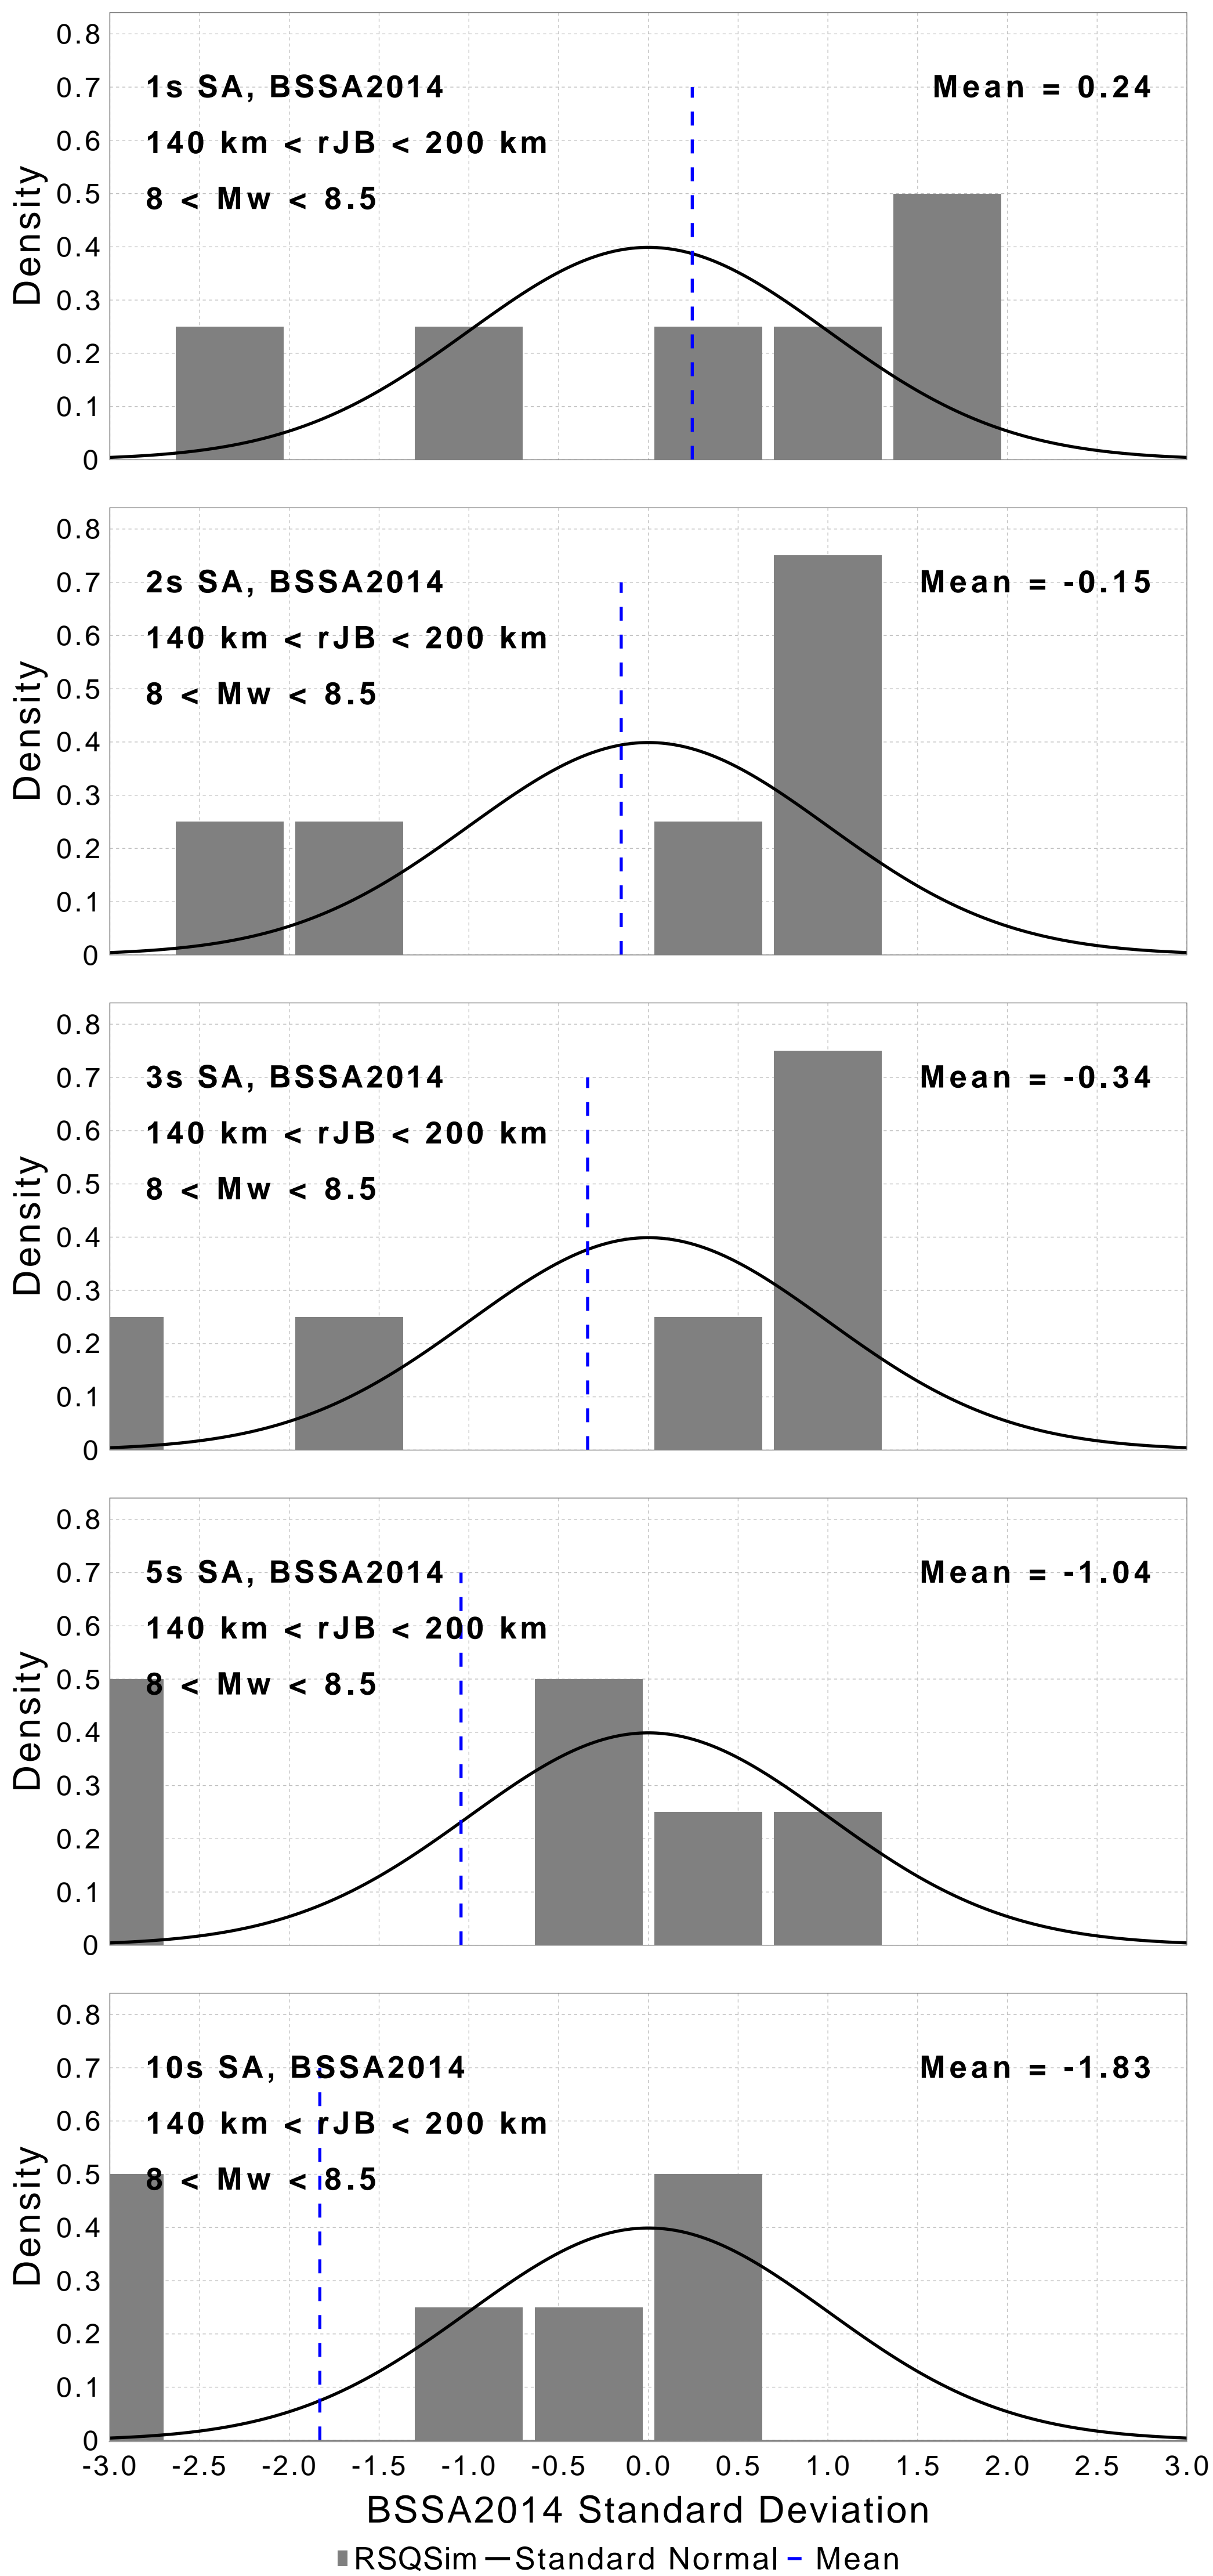 0.8
0.7
0.6
0.5
0.4
0.3
0.2
0.1
0
Density
1s SA, BSSA2014
140 km < rJB < 200 km
8 < Mw < 8.5
Mean = 0.24
0.8
0.7
0.6
0.5
0.4
0.3
0.2
0.1
0
Density
2s SA, BSSA2014
140 km < rJB < 200 km
8 < Mw < 8.5
Mean = -0.15
0.8
0.7
0.6
0.5
0.4
0.3
0.2
0.1
0
Density
3s SA, BSSA2014
140 km < rJB < 200 km
8 < Mw < 8.5
Mean = -0.34
0.8
0.7
0.6
0.5
0.4
0.3
0.2
0.1
0
Density
5s SA, BSSA2014
140 km < rJB < 200 km
8 < Mw < 8.5
Mean = -1.04
0.8
0.7
0.6
0.5
0.4
0.3
0.2
0.1
0
Density
10s SA, BSSA2014
140 km < rJB < 200 km
8 < Mw < 8.5
Mean = -1.83
-3.0 -2.5 -2.0 -1.5 -1.0 -0.5 0.0 0.5 1.0 1.5 2.0 2.5 3.0
BSSA2014 Standard Deviation
RSQSim Standard Normal Mean